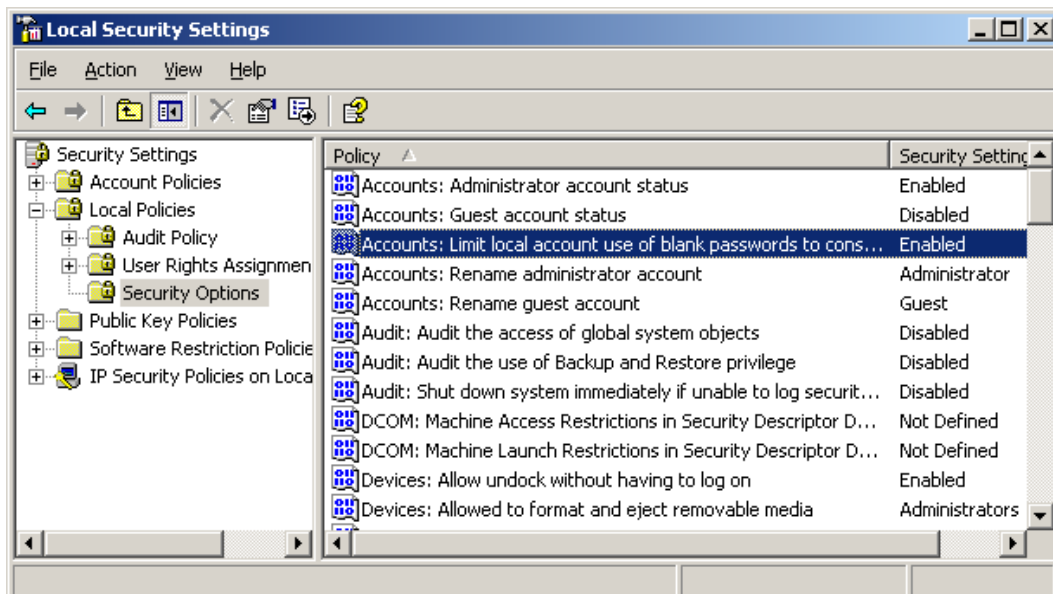 Local Security Settings
File Action View Help
Security Settings
Account Policies
Local Policies
Audit Policy
User Rights Assignmen
Security Options
Public Key Policies
Software Restriction Policie
IP Security Policies on Loca
Policy Security Setting
Accounts: Administrator account status Enabled
Accounts: Guest account status Disabled
Accounts: Limit local account use of blank passwords to cons... Enabled
Accounts: Rename administrator account Administrator
Accounts: Rename guest account Guest
Audit: Audit the access of global system objects Disabled
Audit: Audit the use of Backup and Restore privilege Disabled
Audit: Shut down system immediately if unable to log securit... Disabled
DCOM: Machine Access Restrictions in Security Descriptor D... Not Defined
DCOM: Machine Launch Restrictions in Security Descriptor D... Not Defined
Devices: Allow undock without having to log on Enabled
Devices: Allowed to format and eject removable media Administrators